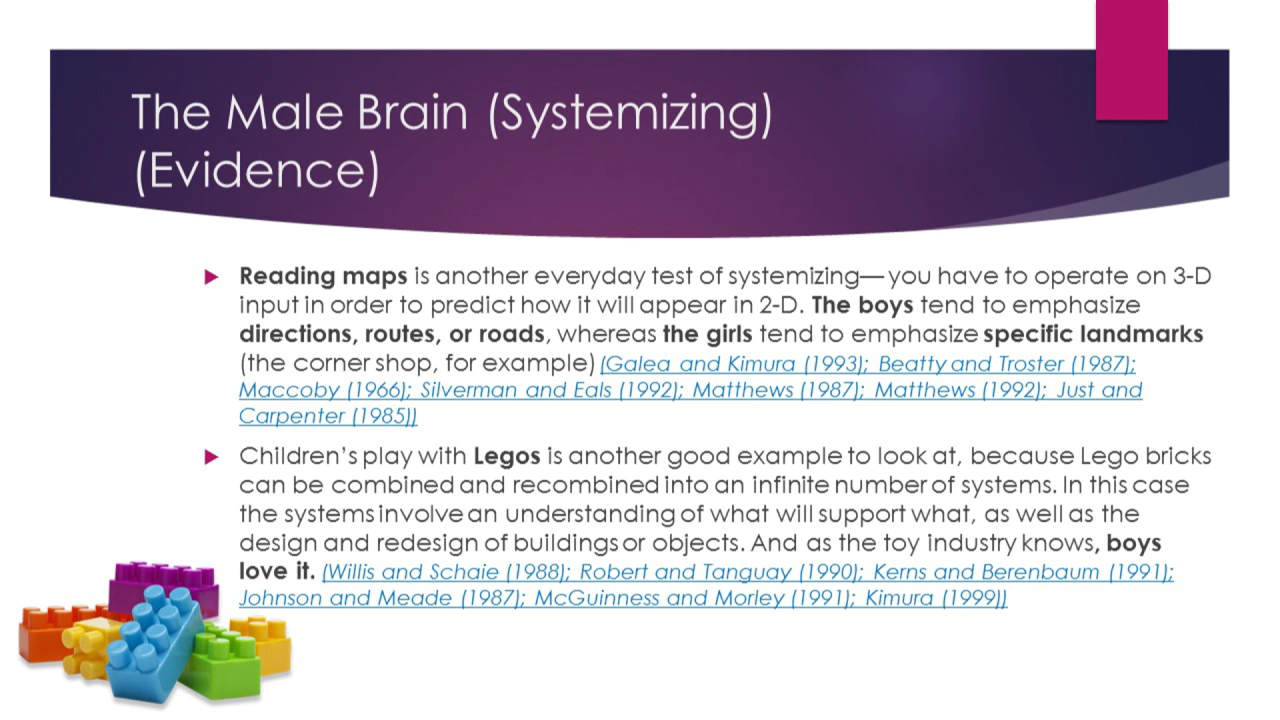 The Male Brain (Systemizing)
(Evidence)
Reading maps is another everyday test of systemizing—you have to operate on 3-D
input in order to predict how it will appear in 2-D. The boys tend to emphasize
directions, routes, or roads, whereas the girls tend to emphasize specific landmarks
(the corner shop, for example) (Galea and Kimura (1993); Beatty and Troster (1987);
Maccoby (1966); Silverman and Eals (1992); Matthews (1987); Matthews (1992); Just and
Carpenter (1985))
Children's play with Legos is another good example to look at, because Lego bricks
can be combined and recombined into an infinite number of systems. In this case
the systems involve an understanding of what will support what, as well as the
design and redesign of buildings or objects. And as the toy industry knows, boys
love it. (Willis and Schaie (1988); Robert and Tanguay (1990); Kerns and Berenbaum (1991);
Johnson and Meade (1987); McGuinness and Morley (1991); Kimura (1999))